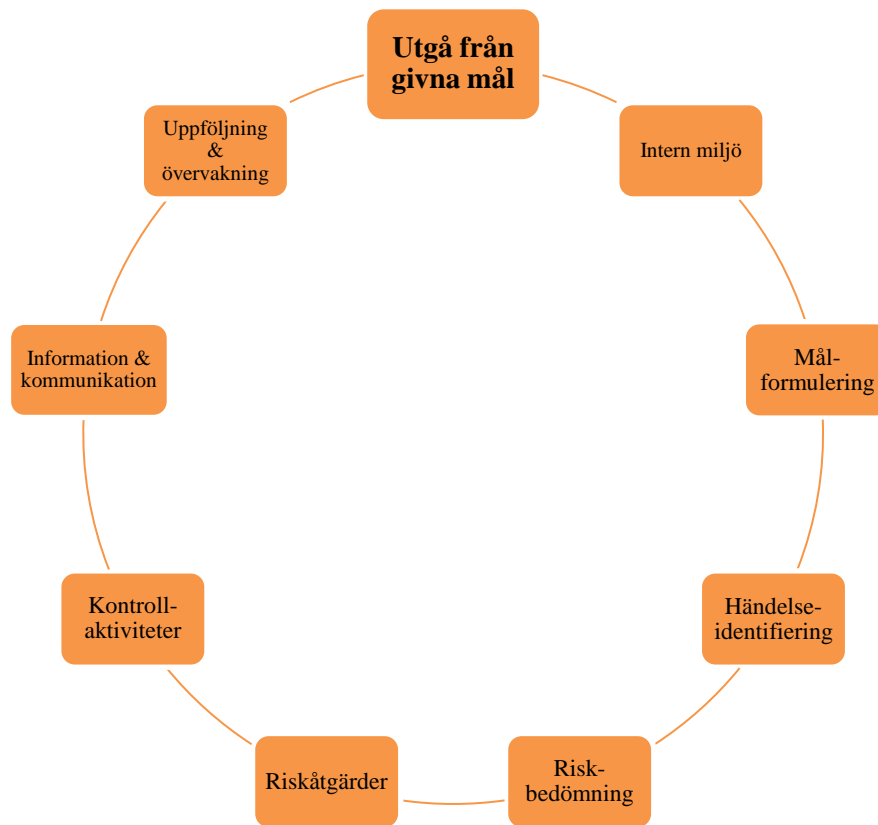 Utgå från
givna mål
Intern miljö
Mål-
formulering
Händelse-
identifiering
Risk-
bedömning
Riskåtgärder
Kontroll-
aktiviteter
Information &
kommunikation
Uppföljning
&
övervakning